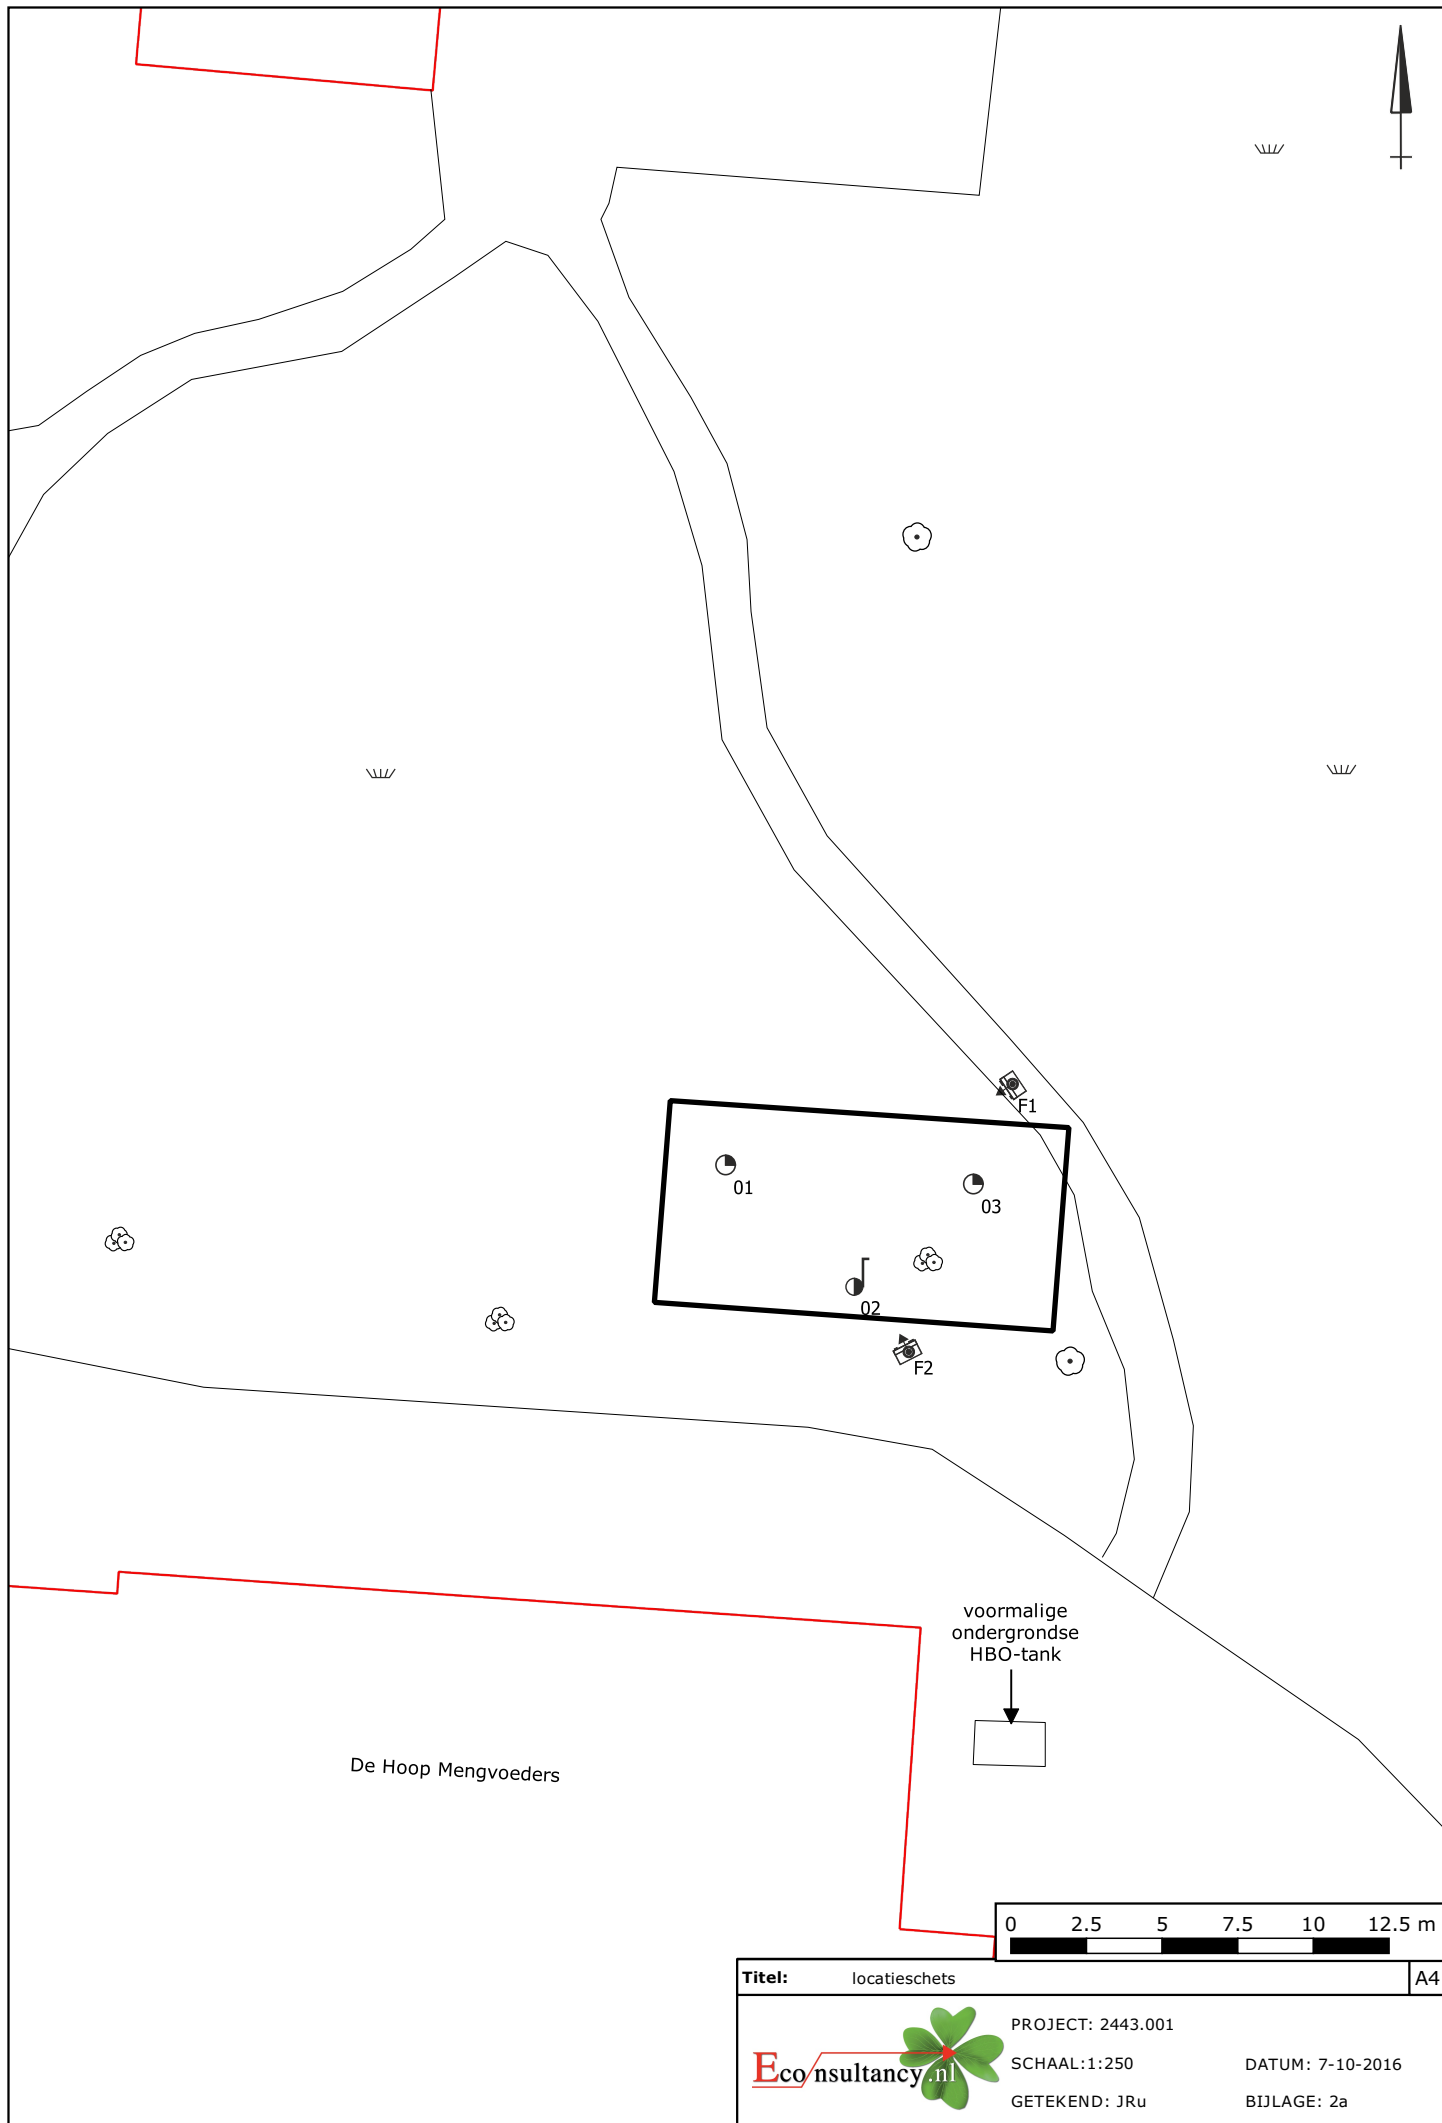 F1
01
03
02
F2
voormalige
ondergrondse
HBO-tank
De Hoop Mengvoeders
0 2.5 5 7.5 10 12.5 m
Titel: locatieschets A4
Econsultancy.nl
PROJECT: 2443.001
SCHAAL:1:250 DATUM: 7-10-2016
GETEKEND: JRu BIJLAGE: 2a